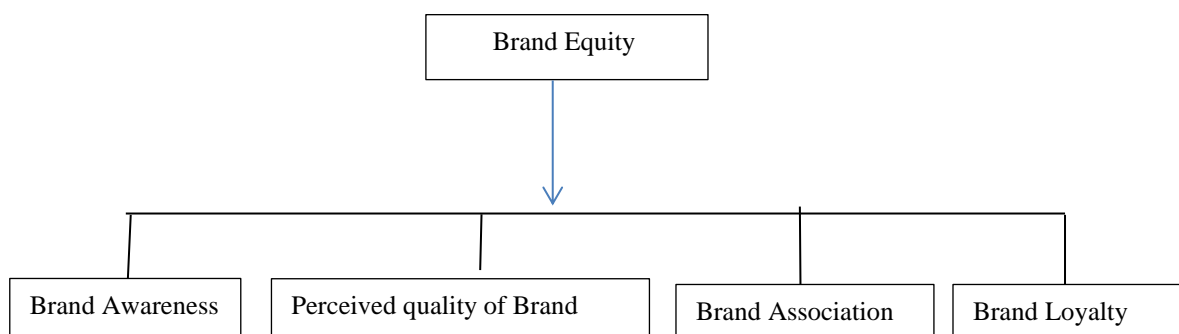 Brand Equity
Brand Awareness
Perceived quality of Brand
Brand Association
Brand Loyalty